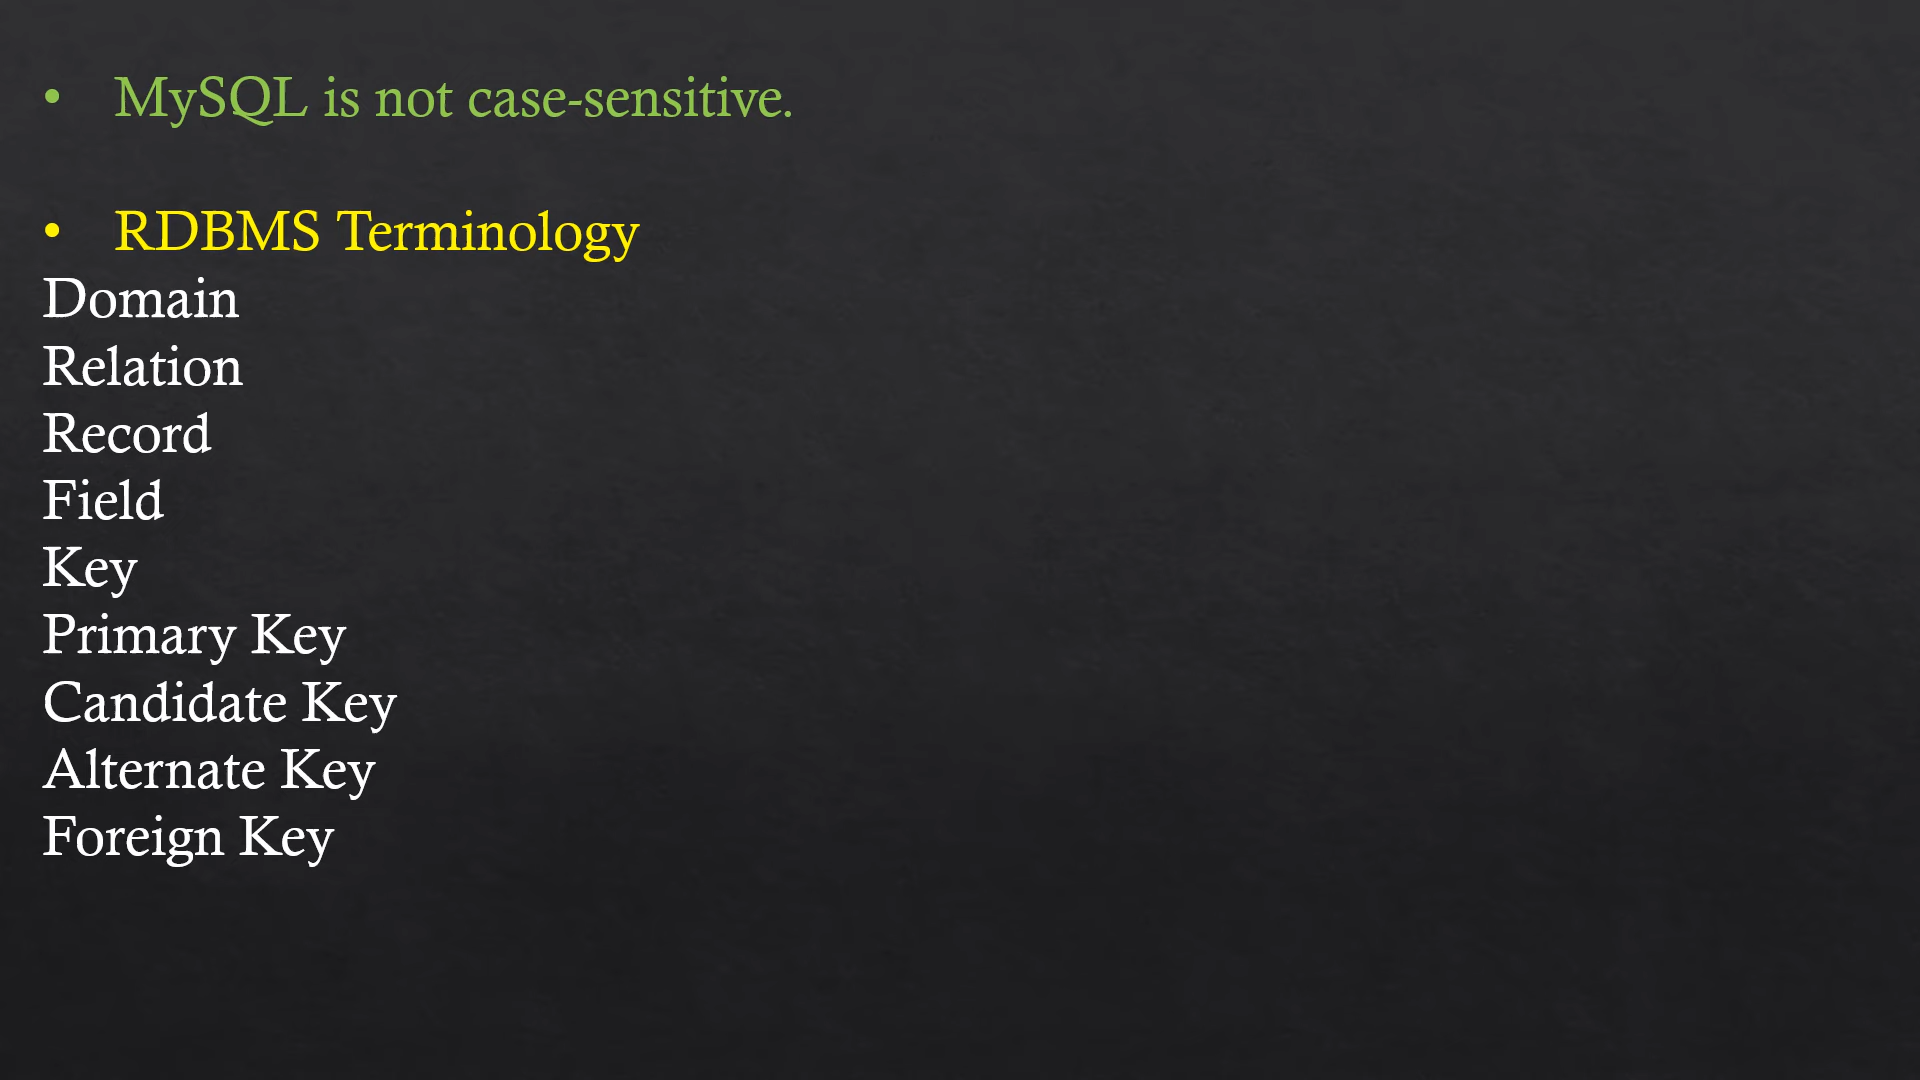 • MySQL is not case-sensitive.
• RDBMS Terminology
Domain
Relation
Record
Field
Key
Primary Key
Candidate Key
Alternate Key
Foreign Key